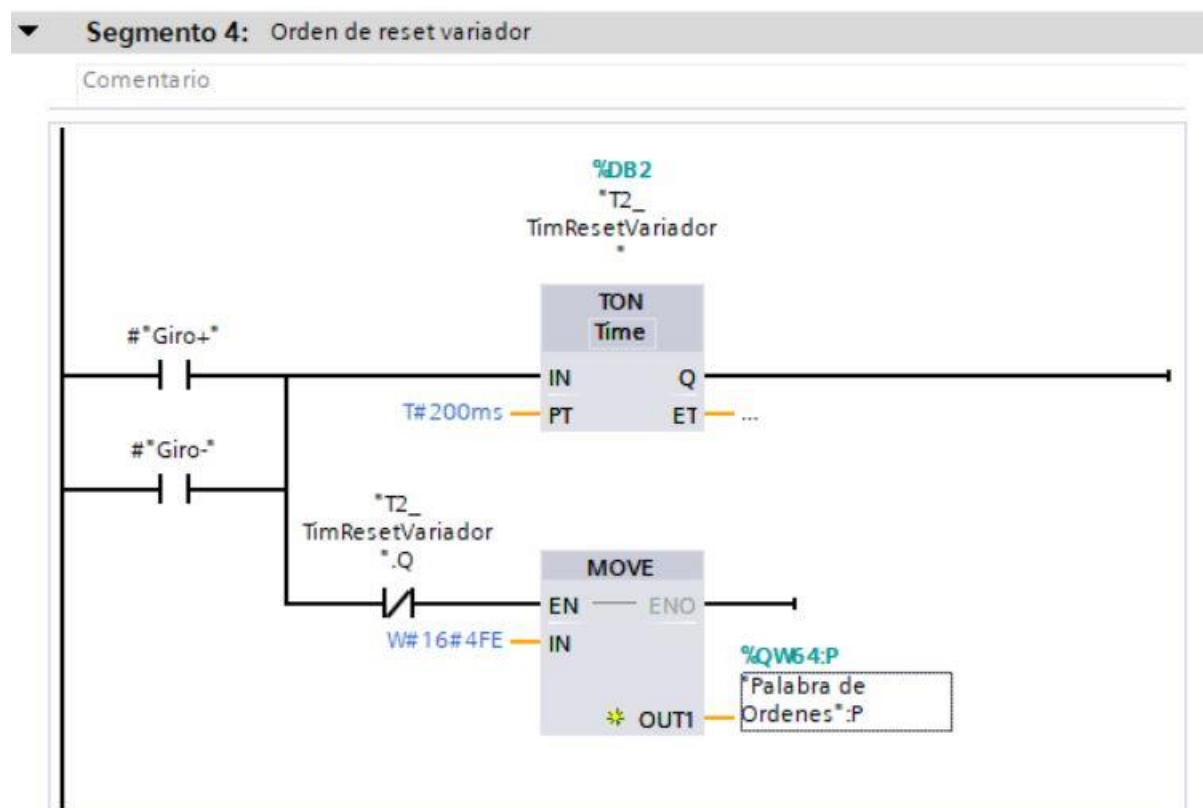 Segmento 4: Orden de reset variador
Comentario
%DB2
"T2_
TimResetVariador
"
TON
Time
#"Giro+"
IN Q
T#200ms PT ET ...
#"Giro-"
"T2_
TimResetVariador
".Q
MOVE
EN ENO
W#16#4FE IN
%QW64:P
"Palabra de
Ordenes":P
OUT1